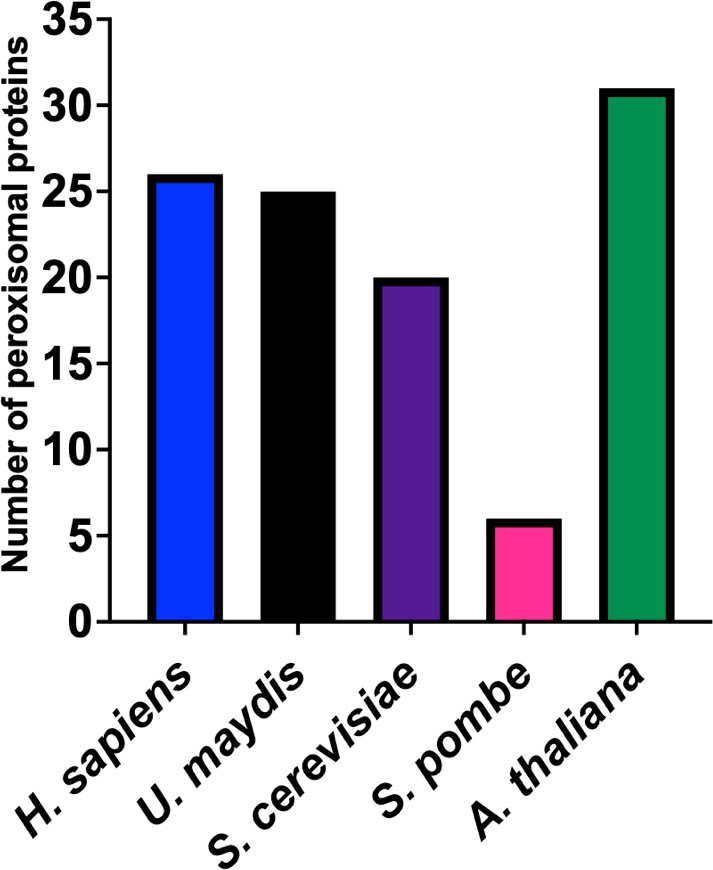 Number of peroxisomal proteins
35
30
25
20
15
10
5
0
H. sapiens
U. maydis
S. cerevisiae
S. pombe
A. thaliana